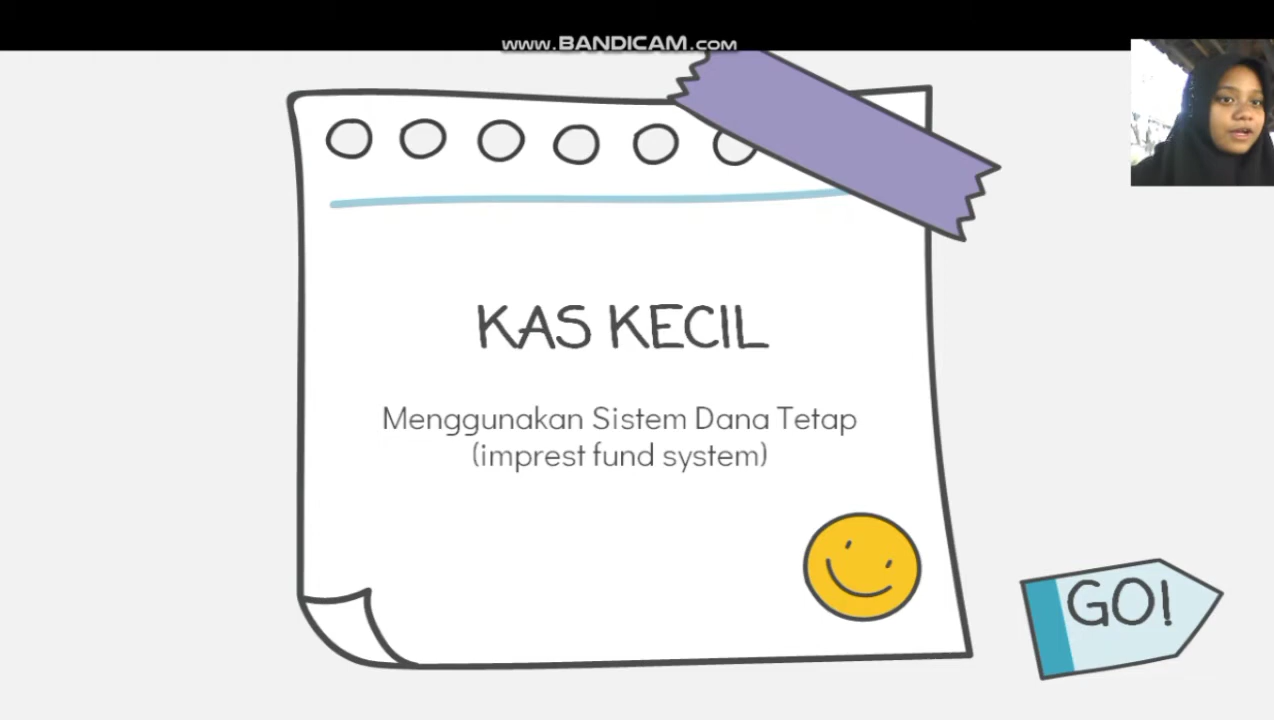 www.BANDICAM.com
KAS KECIL
Menggunakan Sistem Dana Tetap
(imprest fund system)
GO!